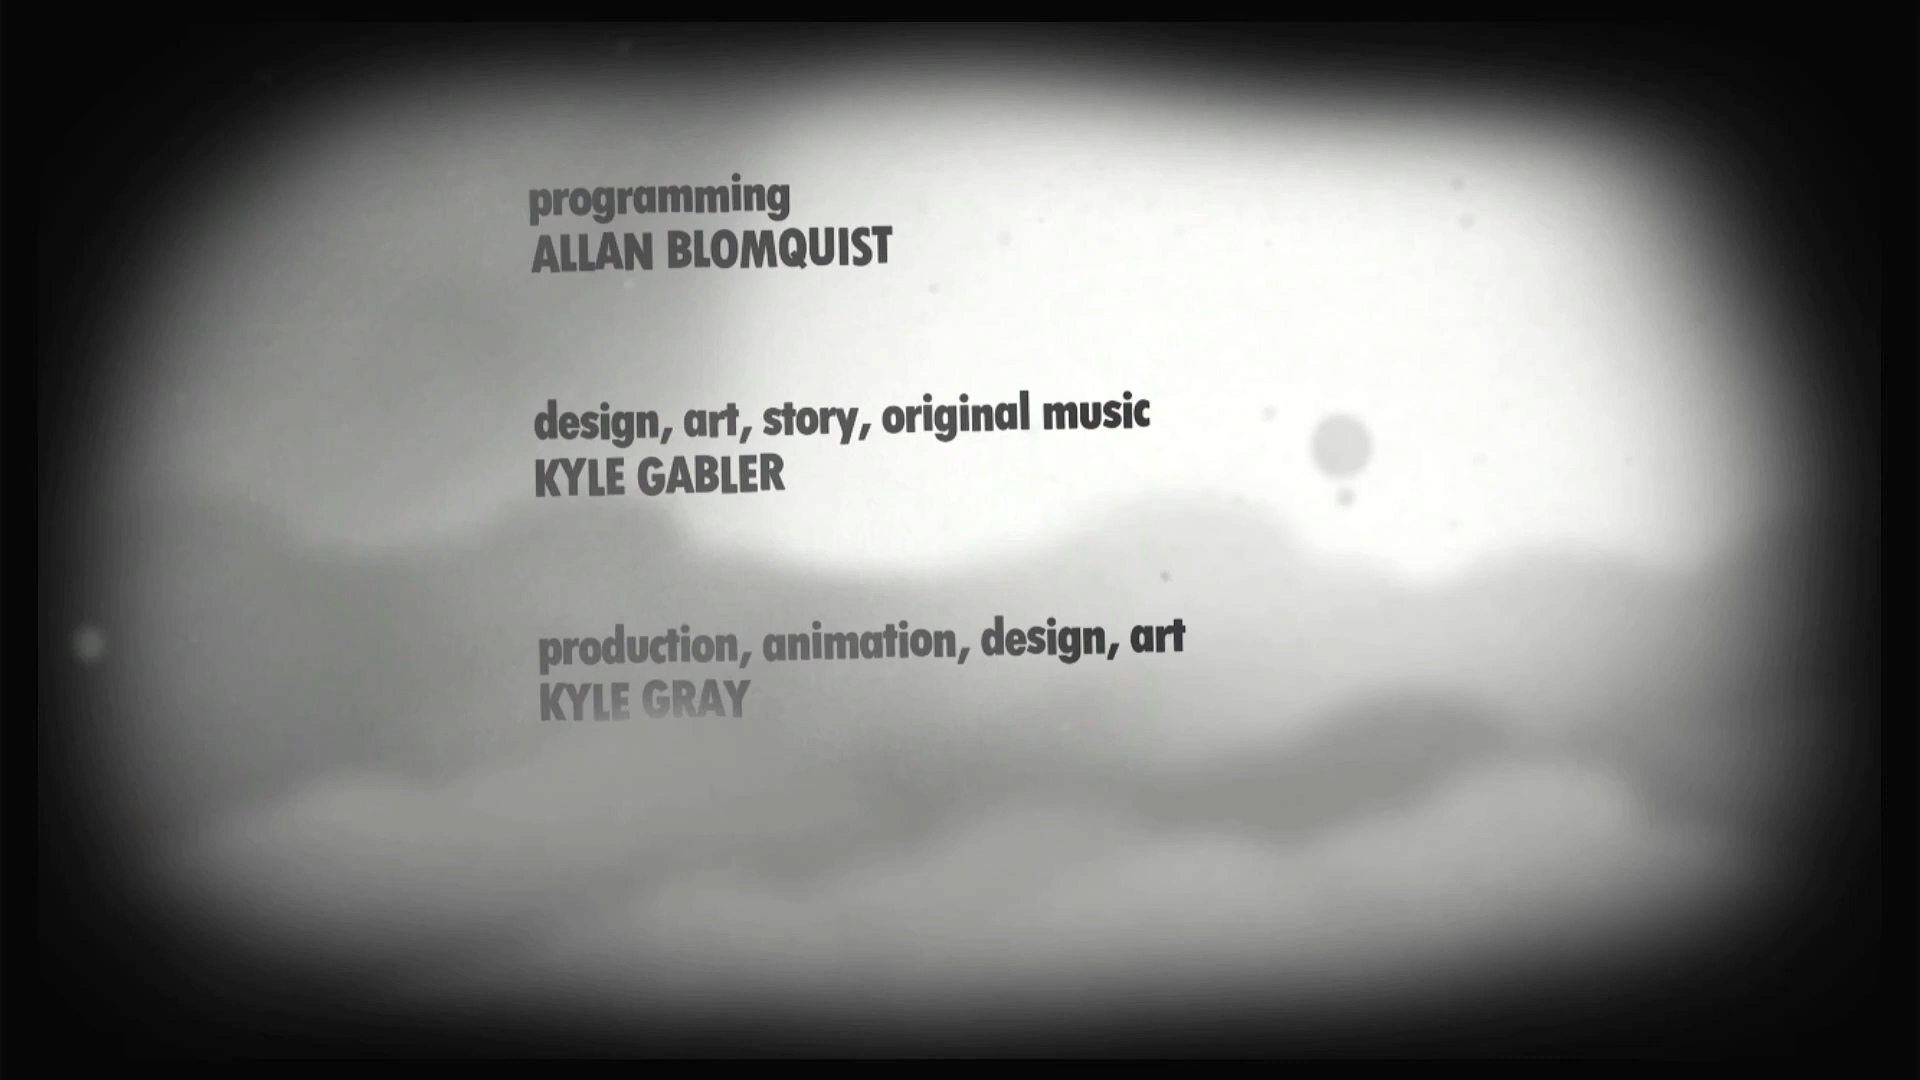 programming
ALLAN BLOMQUIST
design, art, story, original music
KYLE GABLER
production, animation, design, art
KYLE GRAY